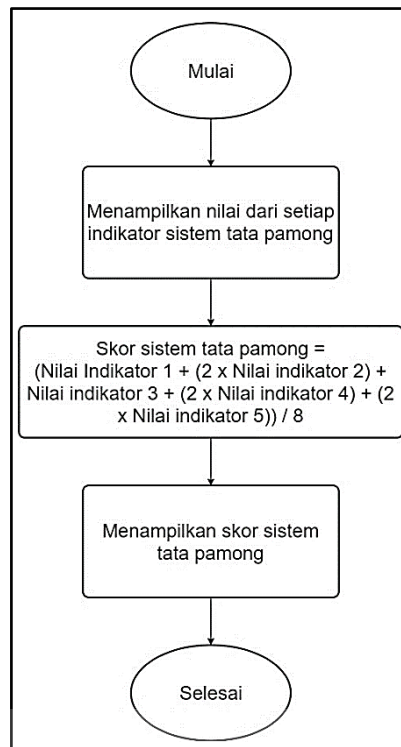 Mulai
Menampilkan nilai dari setiap
indikator sistem tata pamong
Skor sistem tata pamong =
(Nilai Indikator 1 + (2 x Nilai indikator 2) +
Nilai indikator 3 + (2 x Nilai indikator 4) + (2
x Nilai indikator 5)) / 8
Menampilkan skor sistem
tata pamong
Selesai